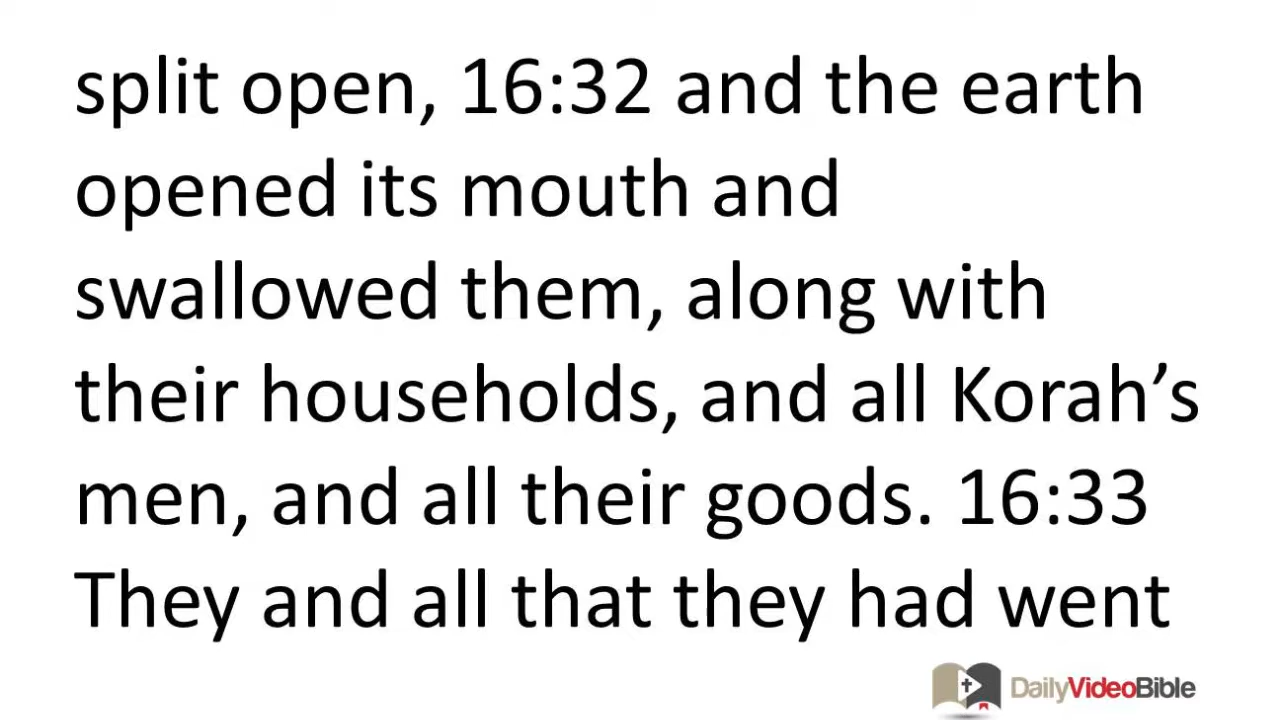 split open, 16:32 and the earth
opened its mouth and
swallowed them, along with
their households, and all Korah’s
men, and all their goods. 16:33
They and all that they had went
DailyVideoBible